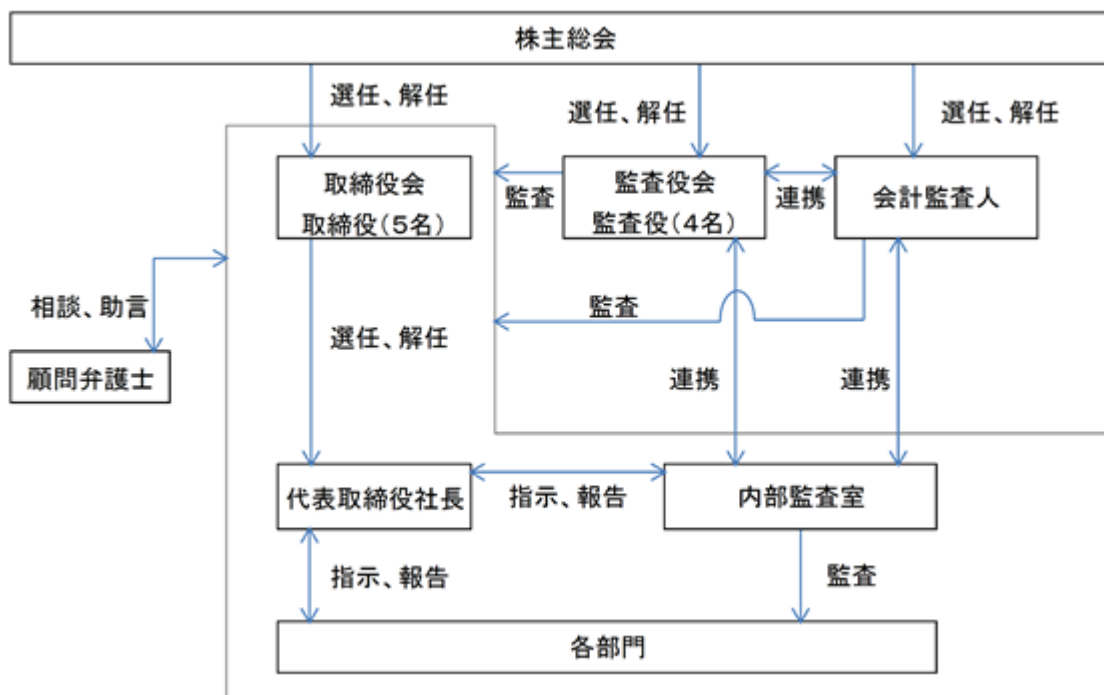 株主総会
選任、解任
選任、解任
選任、解任
取締役会
取締役(5名)
監査
監査役会
監査役(4名)
連携
会計監査人
相談、助言
監査
顧問弁護士
選任、解任
連携
連携
代表取締役社長
指示、報告
内部監査室
指示、報告
監査
各部門